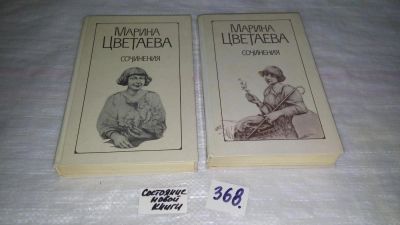 МАРИНА
ЦВЕТАЕВА
СОЧИНЕНИЯ
МАРИНА
ЦВЕТАЕВА
СОЧИНЕНИЯ
Состояние
новой
книги
368.